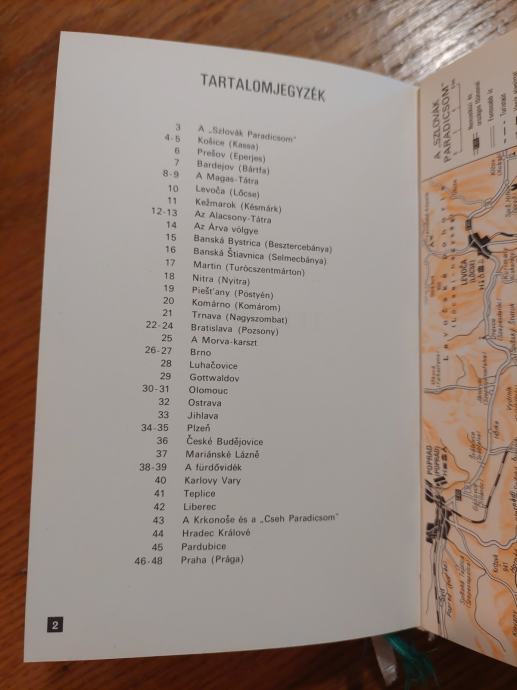 TARTALOMJEGYZÉK
3 A „Szlovák Paradicsom"
4-5 Košice (Kassa)
6 Prešov (Eperjes)
7 Bardejov (Bártfa)
8-9 A Magas-Tátra
10 Levoča (Lőcse)
11 Kežmarok (Késmárk)
12-13 Az Alacsony-Tátra
14 Az Árva völgye
15 Banská Bystrica (Besztercebánya)
16 Banská Štiavnica (Selmecbánya)
17 Martin (Turócszentmárton)
18 Nitra (Nyitra)
19 Piešt'any (Pöstyén)
20 Komárno (Komárom)
21 Trnava (Nagyszombat)
22-24 Bratislava (Pozsony)
25 A Morva-karszt
26-27 Brno
28 Luhačovice
29 Gottwaldov
30-31 Olomouc
32 Ostrava
33 Jihlava
34-35 Plzeň
36 České Budějovice
37 Mariánské Lázně
38-39 A fürdővidék
40 Karlovy Vary
41 Teplice
42 Liberec
43 A Krkonoše és a „Cseh Paradicsom"
44 Hradec Králové
45 Pardubice
46-48 Praha (Prága)
2
A „SZLOVÁK
PARADICSOM"
LEVOČA
(LŐCSE)
POPRAD
(POPRÁD)